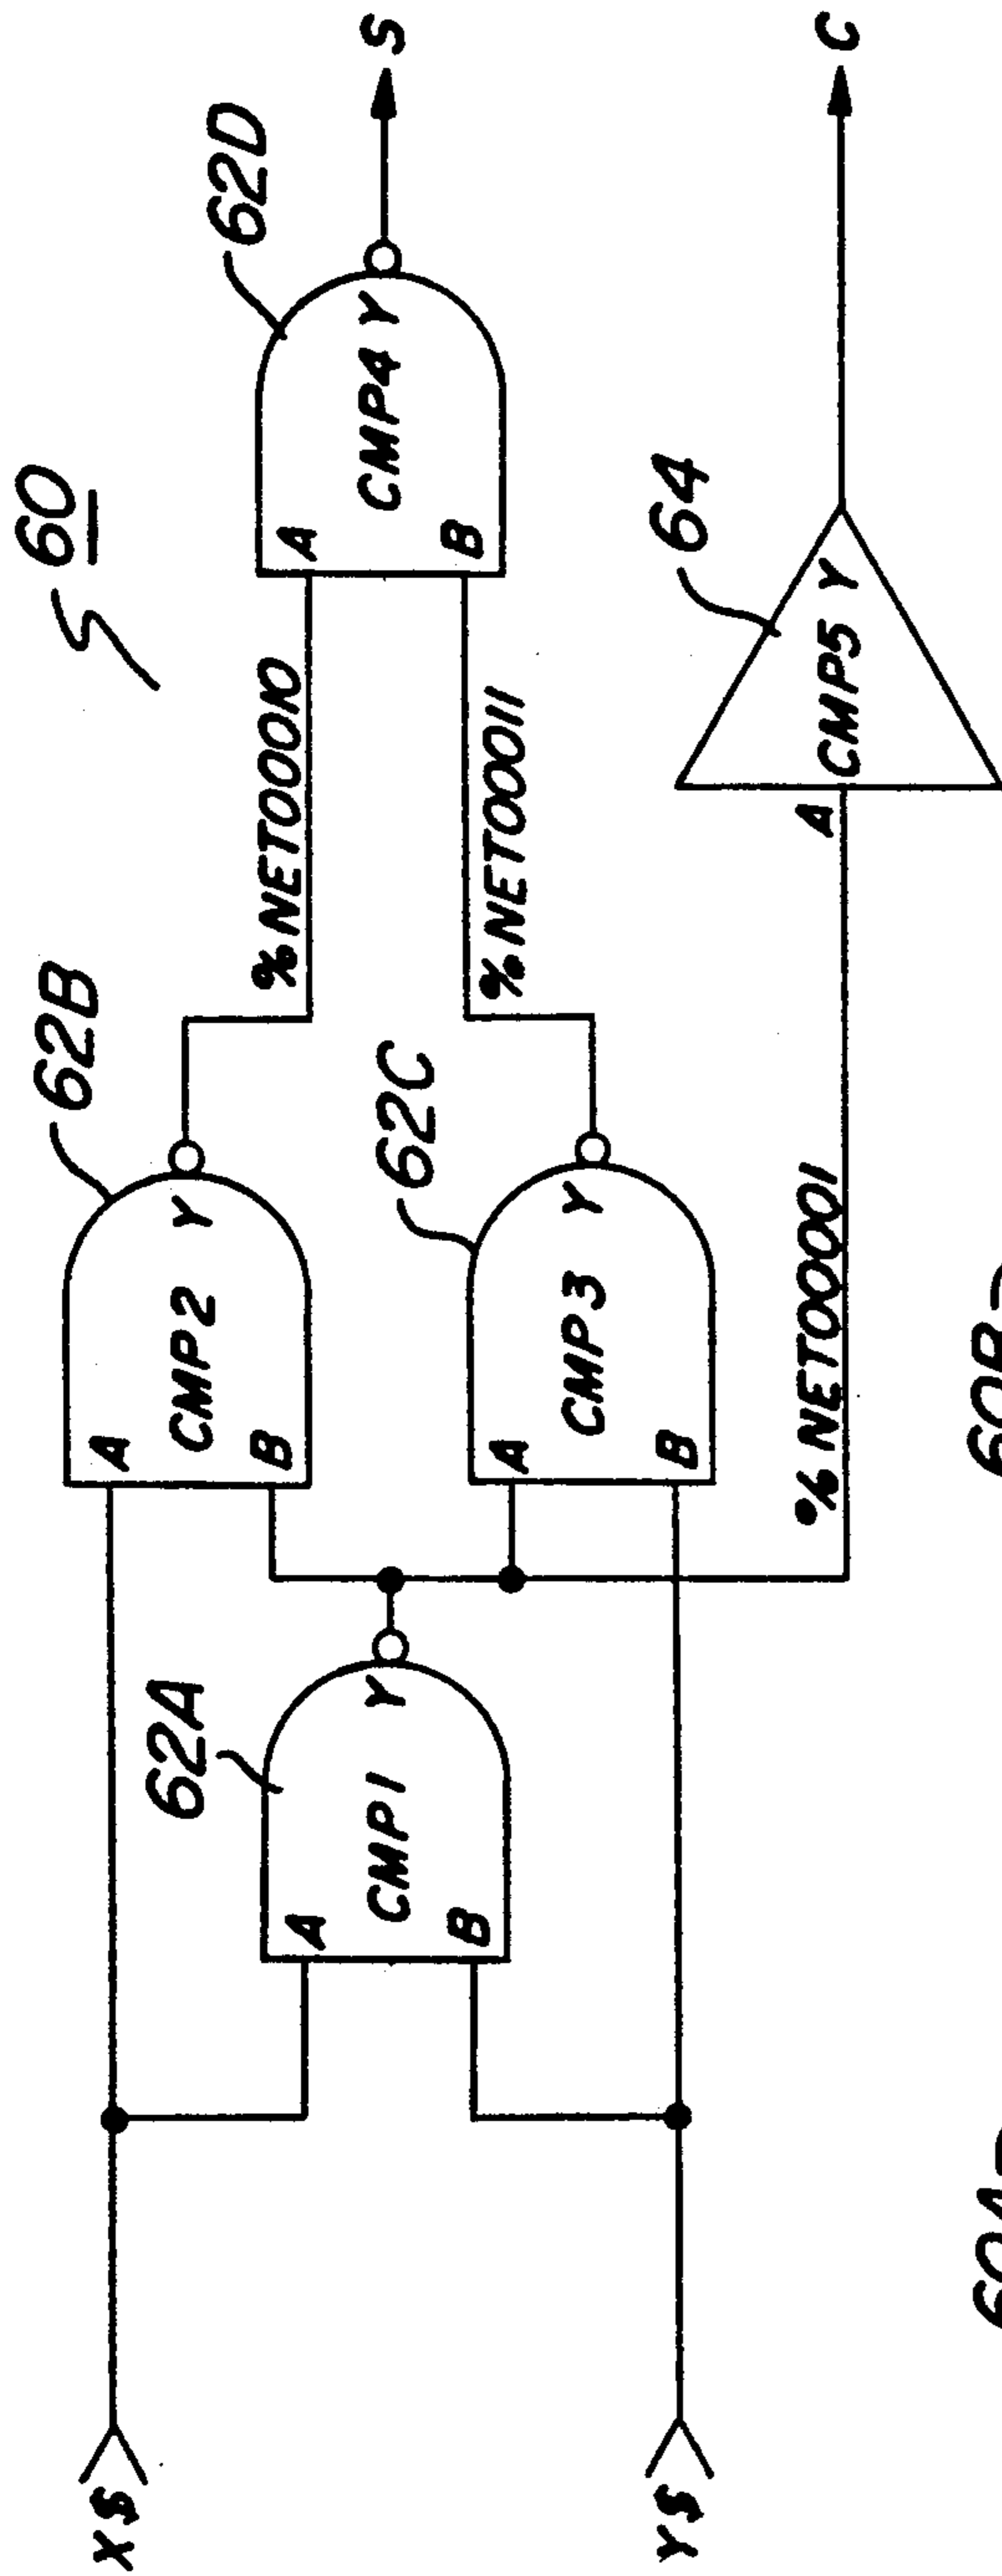 60
62B
62D
A
CMP2 Y
B
% NET00010
X$
62A
A
CMP4 Y
B
S
A
CMP1 Y
B
62C
% NET00011
A
CMP3 Y
B
64
Y$
% NET00001
A
CMP5 Y
C
60A
60B